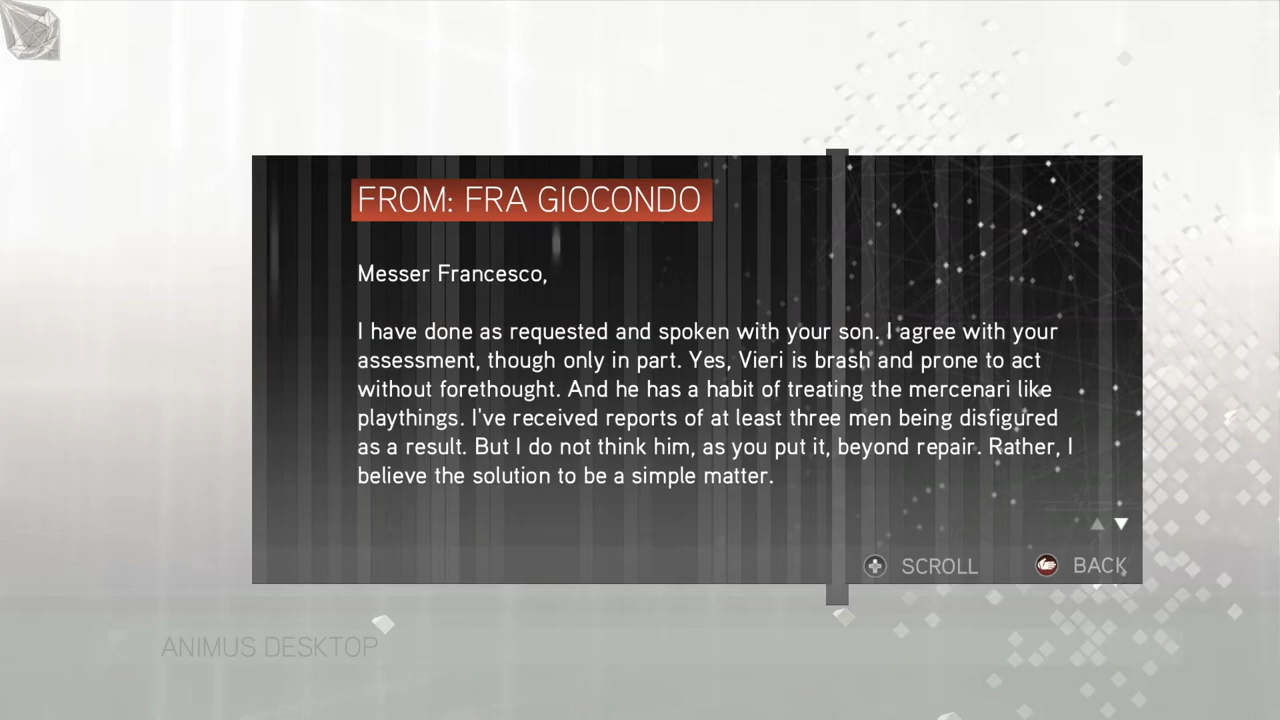 FROM: FRA GIOCONDO
Messer Francesco,
I have done as requested and spoken with your son. I agree with your
assessment, though only in part. Yes, Vieri is brash and prone to act
without forethought. And he has a habit of treating the mercenari like
playthings. I've received reports of at least three men being disfigured
as a result. But I do not think him, as you put it, beyond repair. Rather, I
believe the solution to be a simple matter.
SCROLL
BACK
ANIMUS DESKTOP